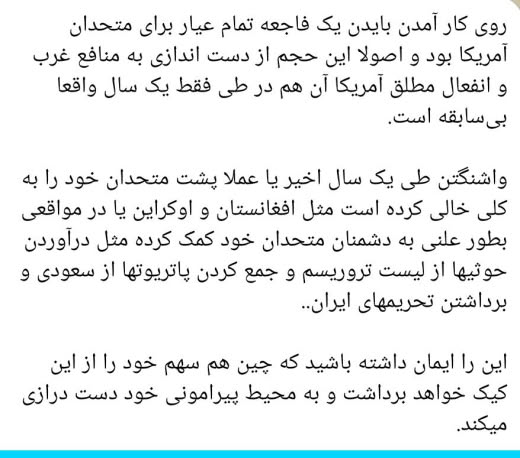 روی کار آمدن بایدن یک فاجعه تمام عیار برای متحدان
آمریکا بود و اصولا این حجم از دست اندازی به منافع غرب
و انفعال مطلق آمریکا آن هم در طی فقط یک سال واقعا
بی‌سابقه است.
واشنگتن طی یک سال اخیر یا عملا پشت متحدان خود را به
کلی خالی کرده است مثل افغانستان و اوکراین یا در مواقعی
بطور علنی به دشمنان متحدان خود کمک کرده مثل درآوردن
حوثیها از لیست تروریسم و جمع کردن پاتریوتها از سعودی و
برداشتن تحریمهای ایران..
این را ایمان داشته باشید که چین هم سهم خود را از این
کیک خواهد برداشت و به محیط پیرامونی خود دست درازی
میکند.